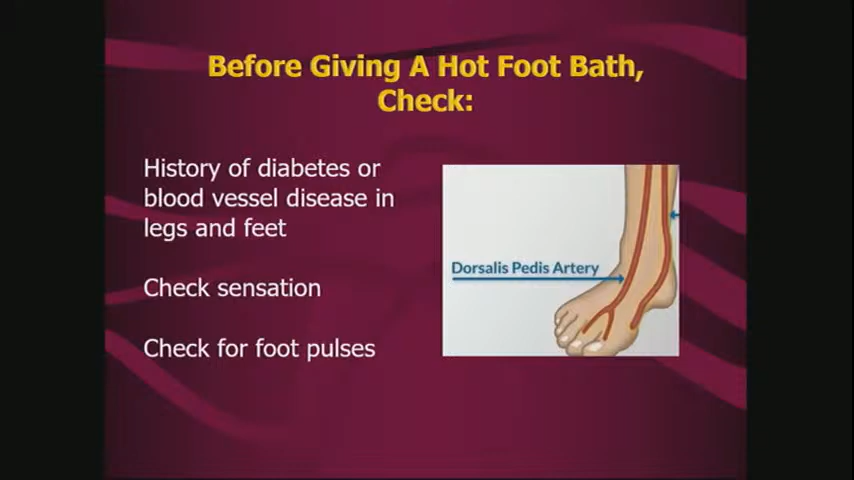 Before Giving A Hot Foot Bath,
Check:
History of diabetes or
blood vessel disease in
legs and feet
Check sensation
Check for foot pulses
Dorsalis Pedis Artery